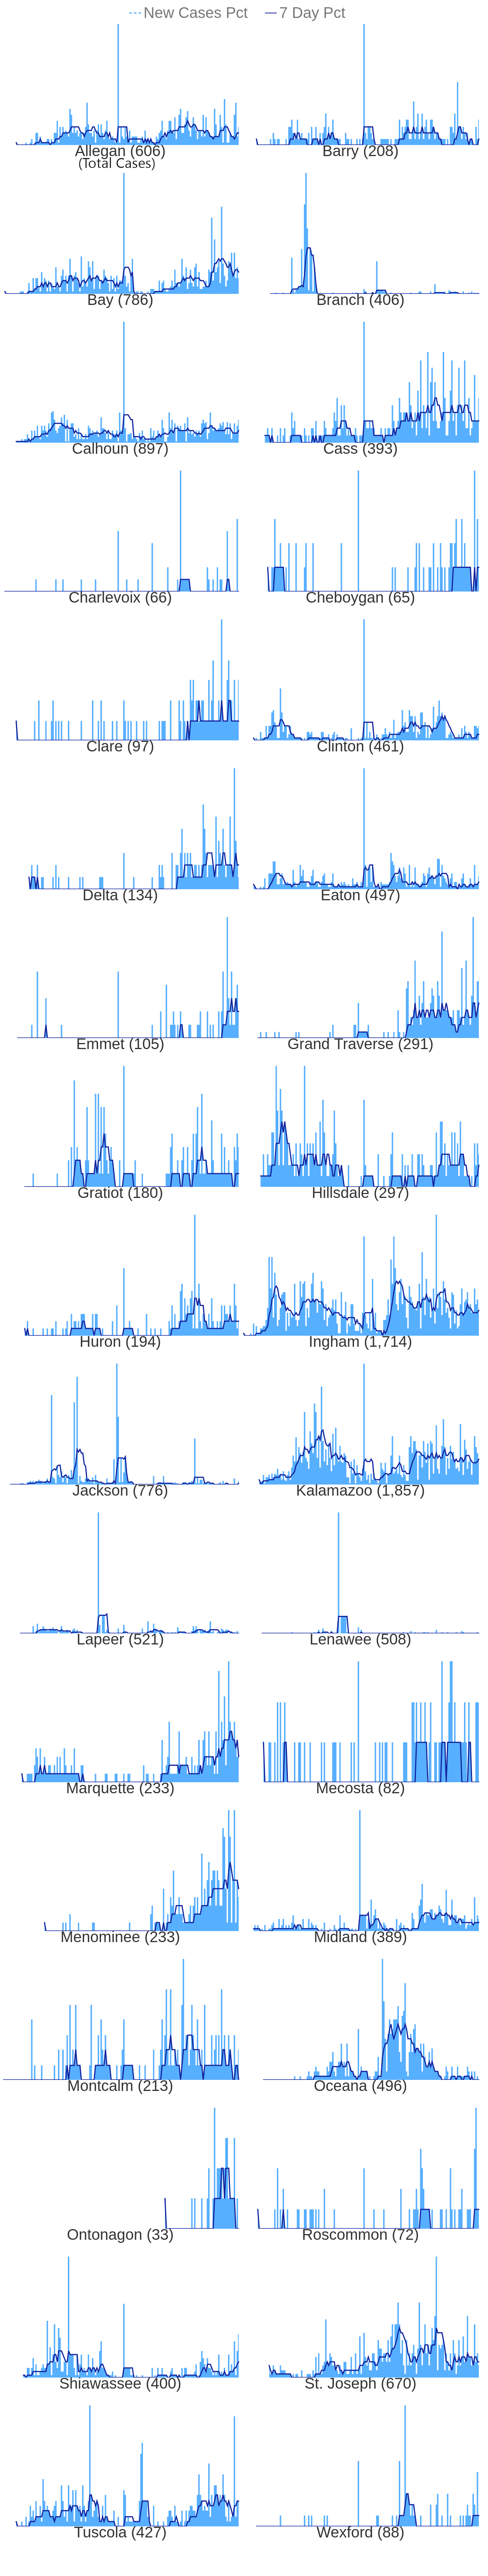 New Cases Pct 7 Day Pct
Allegan (606) Barry (208)
(Total Cases)
Bay (786) Branch (406)
Calhoun (897) Cass (393)
Charlevoix (66) Cheboygan (65)
Clare (97) Clinton (461)
Delta (134) Eaton (497)
Emmet (105) Grand Traverse (291)
Gratiot (180) Hillsdale (297)
Huron (194) Ingham (1,714)
Jackson (776) Kalamazoo (1,857)
Lapeer (521) Lenawee (508)
Marquette (233) Mecosta (82)
Menominee (233) Midland (389)
Montcalm (213) Oceana (496)
Ontonagon (33) Roscommon (72)
Shiawassee (400) St. Joseph (670)
Tuscola (427) Wexford (88)